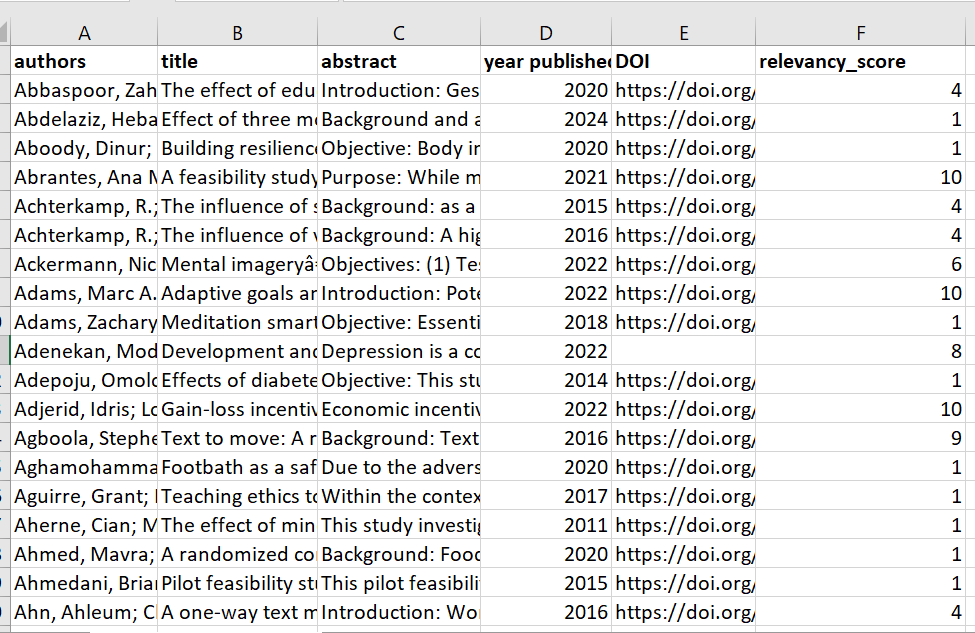 A B C D E F
authors title abstract year published DOI relevancy_score
Abbaspoor, Zah The effect of edu Introduction: Ges 2020 https://doi.org/ 4
Abdelaziz, Heba Effect of three m Background and a 2024 https://doi.org/ 1
Aboody, Dinur; Building resilience Objective: Body in 2020 https://doi.org/ 1
Abrantes, Ana M A feasibility study Purpose: While m 2021 https://doi.org/ 10
Achterkamp, R.; The influence of s Background: as a 2015 https://doi.org/ 4
Achterkamp, R.; The influence of v Background: A hig 2016 https://doi.org/ 4
Ackermann, Nic Mental imageryâ Objectives: (1) Tes 2022 https://doi.org/ 6
Adams, Marc A. Adaptive goals an Introduction: Pote 2022 https://doi.org/ 10
Adams, Zachary Meditation smart Objective: Essenti 2018 https://doi.org/ 1
Adenekan, Mod Development and Depression is a co 2022 8
Adepoju, Omolo Effects of diabete Objective: This stu 2014 https://doi.org/ 1
Adjerid, Idris; Lo Gain-loss incentiv Economic incentiv 2022 https://doi.org/ 10
Agboola, Stephe Text to move: A r Background: Text 2016 https://doi.org/ 9
Aghamohamma Footbath as a saf Due to the advers 2020 https://doi.org/ 1
Aguirre, Grant; Teaching ethics to Within the contex 2017 https://doi.org/ 1
Aherne, Cian; M The effect of min This study investig 2011 https://doi.org/ 1
Ahmed, Mavra; A randomized co Background: Food 2020 https://doi.org/ 1
Ahmedani, Brian Pilot feasibility stu This pilot feasibili 2015 https://doi.org/ 1
Ahn, Ahleum; Cl A one-way text m Introduction: Wo 2016 https://doi.org/ 4